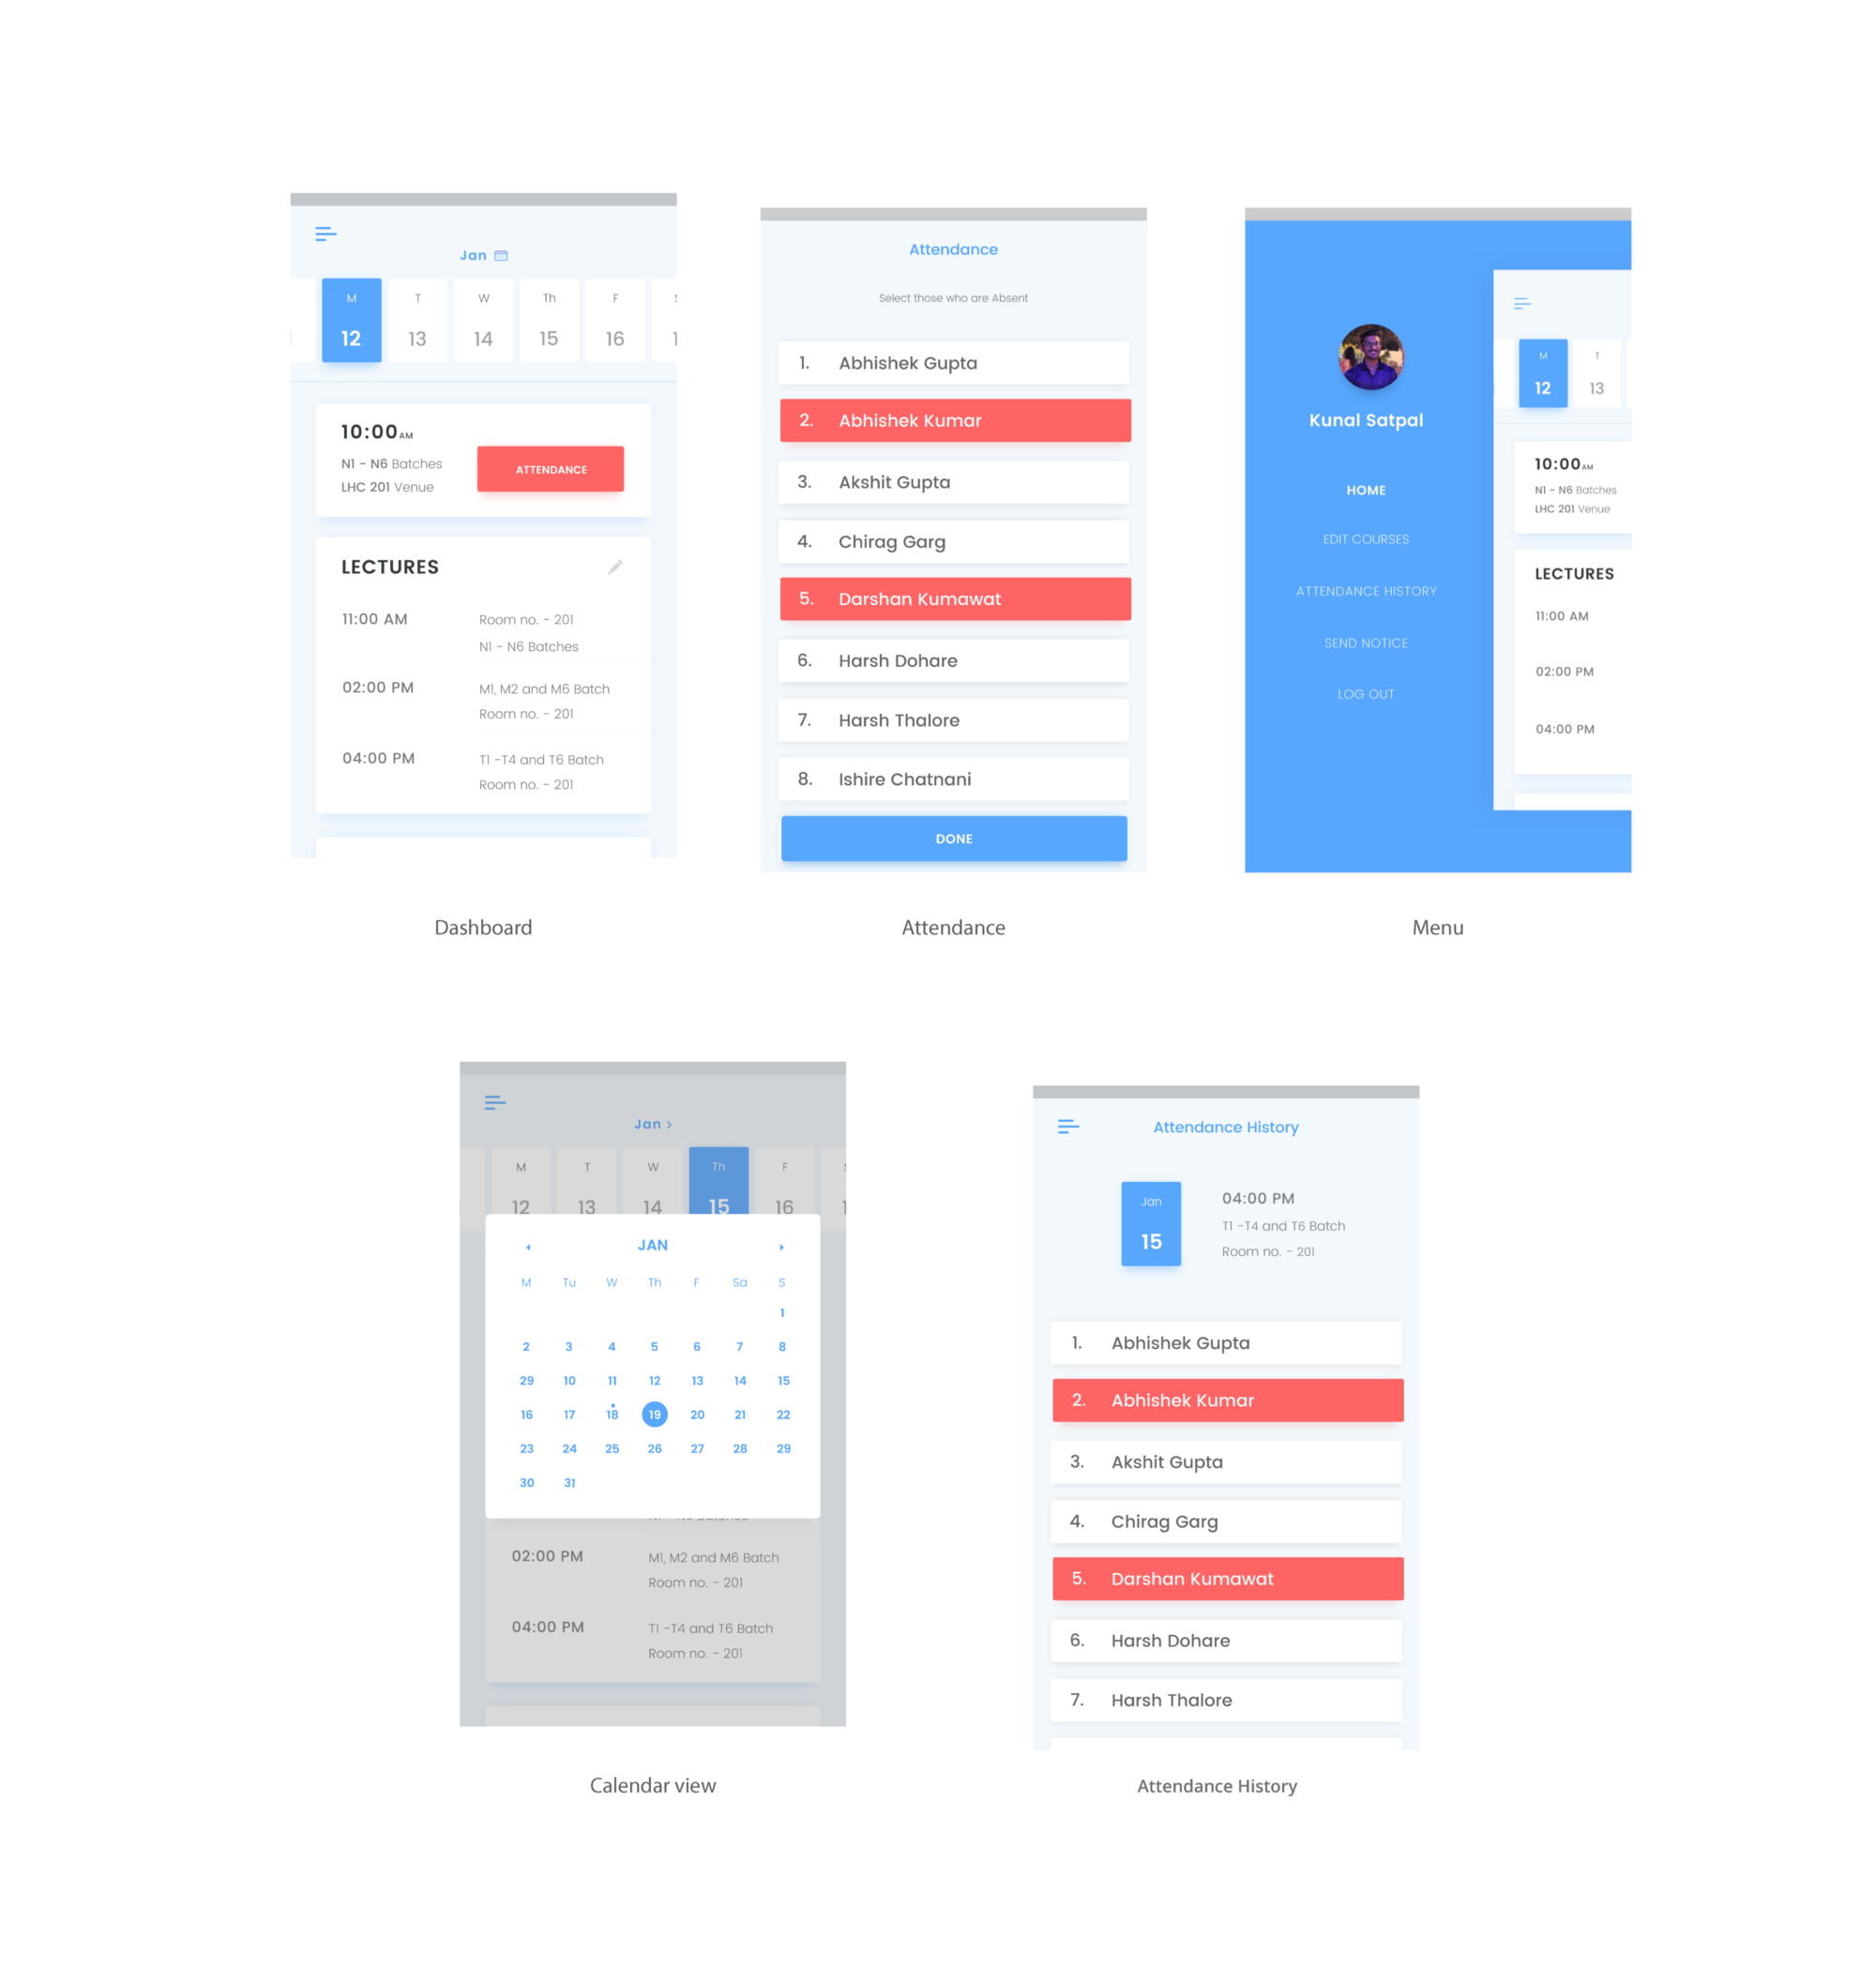 Jan
M T W Th F
12 13 14 15 16
10:00 AM
N1 - N6 Batches
LHC 201 Venue
ATTENDANCE
LECTURES
11:00 AM Room no. - 201
N1 - N6 Batches
02:00 PM M1, M2 and M6 Batch
Room no. - 201
04:00 PM T1 -T4 and T6 Batch
Room no. - 201
Dashboard
Attendance
Select those who are Absent
1. Abhishek Gupta
2. Abhishek Kumar
3. Akshit Gupta
4. Chirag Garg
5. Darshan Kumawat
6. Harsh Dohare
7. Harsh Thalore
8. Ishire Chatnani
DONE
Attendance
Kunal Satpal
HOME
EDIT COURSES
ATTENDANCE HISTORY
SEND NOTICE
LOG OUT
M T
12 13
10:00 AM
N1 - N6 Batches
LHC 201 Venue
LECTURES
11:00 AM
02:00 PM
04:00 PM
Menu
Jan >
M T W Th F
12 13 14 15 16
JAN
M Tu W Th F Sa S
1
2 3 4 5 6 7 8
29 10 11 12 13 14 15
16 17 18 19 20 21 22
23 24 25 26 27 28 29
30 31
02:00 PM M1, M2 and M6 Batch
Room no. - 201
04:00 PM T1 -T4 and T6 Batch
Room no. - 201
Calendar view
Attendance History
Jan
15
04:00 PM
T1 -T4 and T6 Batch
Room no. - 201
1. Abhishek Gupta
2. Abhishek Kumar
3. Akshit Gupta
4. Chirag Garg
5. Darshan Kumawat
6. Harsh Dohare
7. Harsh Thalore
Attendance History